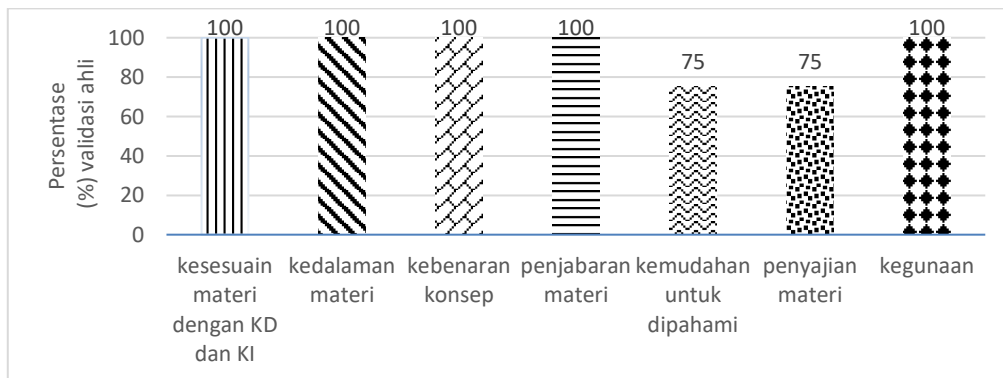 Persentase
(%) validasi ahli
100
80
60
40
20
0
100
100
100
100
75
75
100
kesesuain
materi
dengan KD
dan KI
kedalaman
materi
kebenaran
konsep
penjabaran
materi
kemudahan
untuk
dipahami
penyajian
materi
kegunaan